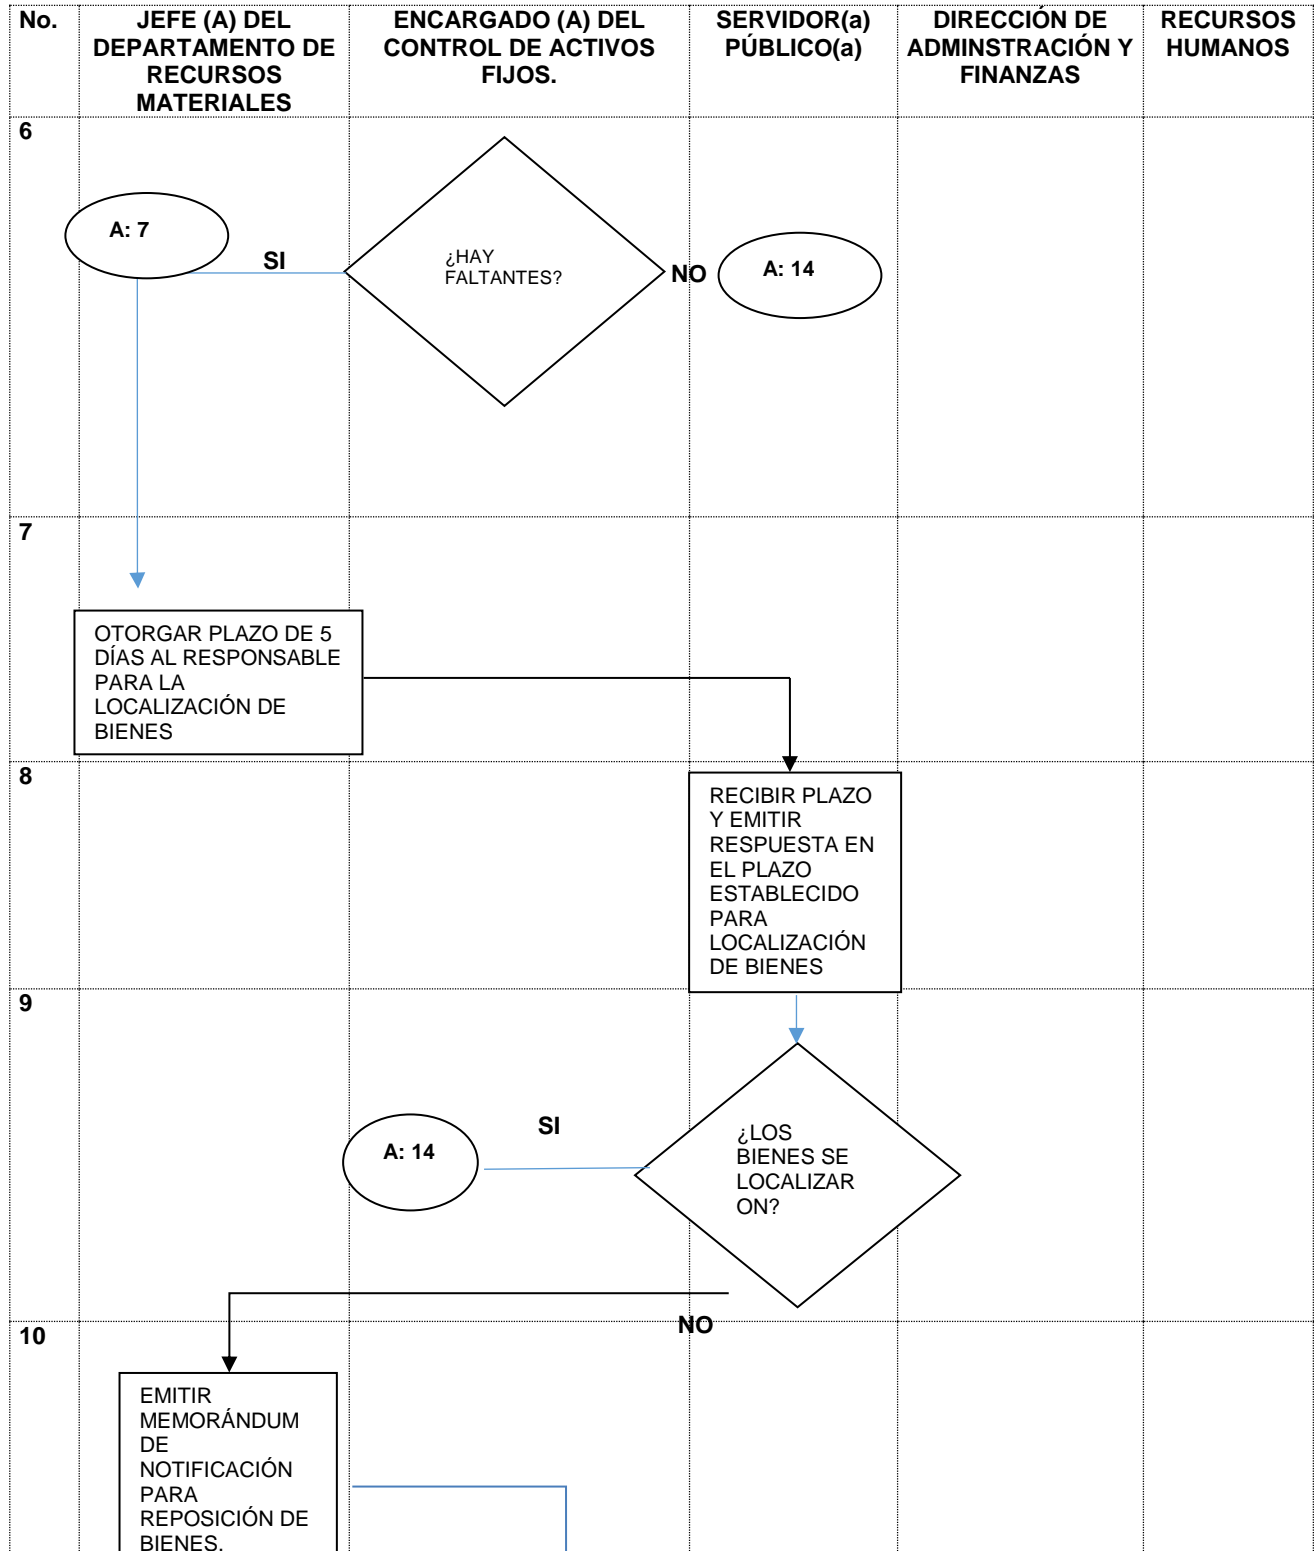 No.
JEFE (A) DEL
DEPARTAMENTO DE
RECURSOS
MATERIALES
ENCARGADO (A) DEL
CONTROL DE ACTIVOS
FIJOS.
SERVIDOR(a)
PÚBLICO(a)
DIRECCIÓN DE
ADMINSTRACIÓN Y
FINANZAS
RECURSOS
HUMANOS
6
A: 7
SI
¿HAY
FALTANTES?
NO
A: 14
7
OTORGAR PLAZO DE 5
DÍAS AL RESPONSABLE
PARA LA
LOCALIZACIÓN DE
BIENES
8
RECIBIR PLAZO
Y EMITIR
RESPUESTA EN
EL PLAZO
ESTABLECIDO
PARA
LOCALIZACIÓN
DE BIENES
9
A: 14
SI
¿LOS
BIENES SE
LOCALIZAR
ON?
NO
10
EMITIR
MEMORÁNDUM
DE
NOTIFICACIÓN
PARA
REPOSICIÓN DE
BIENES.